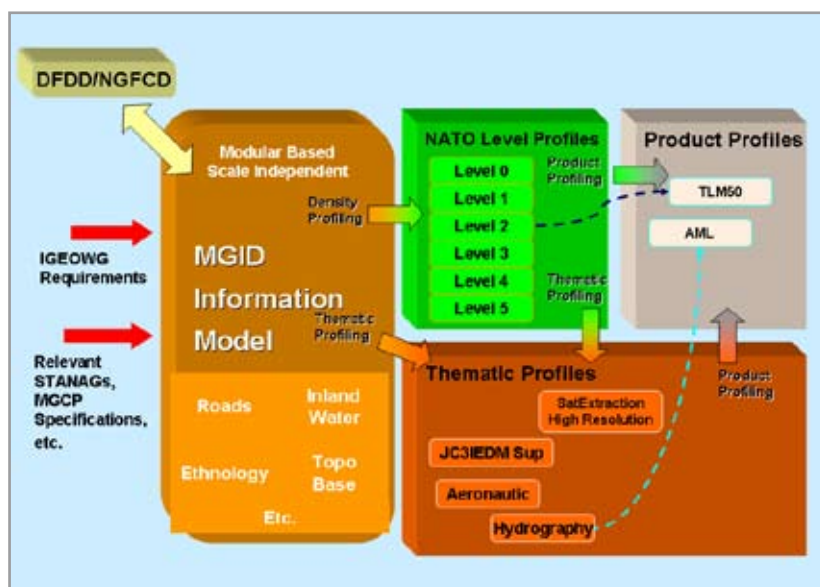 DFDD/NGFCD
Modular Based
Scale Independent
MGID
Information
Model
Roads
Inland
Water
Ethnology
Topo
Base
Etc.
IGEOWG
Requirements
Relevant
STANAGs,
MGCP
Specifications,
etc.
Density
Profiling
Thematic
Profiling
NATO Level Profiles
Level 0
Level 1
Level 2
Level 3
Level 4
Level 5
Product
Profiling
Thematic
Profiling
Product Profiles
TLM50
AML
Thematic Profiles
SatExtraction
High Resolution
JC3IEDM Sup
Aeronautic
Hydrography
Product
Profiling